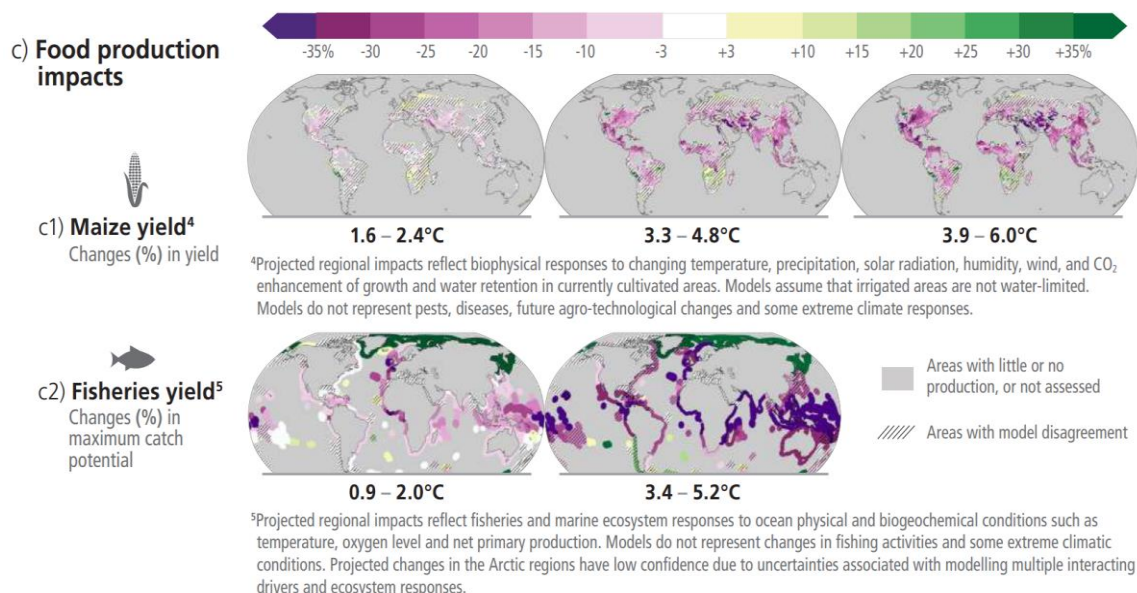 c) Food production
impacts
-35% -30 -25 -20 -15 -10 -3 +3 +10 +15 +20 +25 +30 +35%
c1) Maize yield⁴
Changes (%) in yield
1.6 – 2.4°C 3.3 – 4.8°C 3.9 – 6.0°C
⁴Projected regional impacts reflect biophysical responses to changing temperature, precipitation, solar radiation, humidity, wind, and CO₂
enhancement of growth and water retention in currently cultivated areas. Models assume that irrigated areas are not water-limited.
Models do not represent pests, diseases, future agro-technological changes and some extreme climate responses.
c2) Fisheries yield⁵
Changes (%) in
maximum catch
potential
Areas with little or no
production, or not assessed
Areas with model disagreement
0.9 – 2.0°C 3.4 – 5.2°C
⁵Projected regional impacts reflect fisheries and marine ecosystem responses to ocean physical and biogeochemical conditions such as
temperature, oxygen level and net primary production. Models do not represent changes in fishing activities and some extreme climatic
conditions. Projected changes in the Arctic regions have low confidence due to uncertainties associated with modelling multiple interacting
drivers and ecosystem responses.